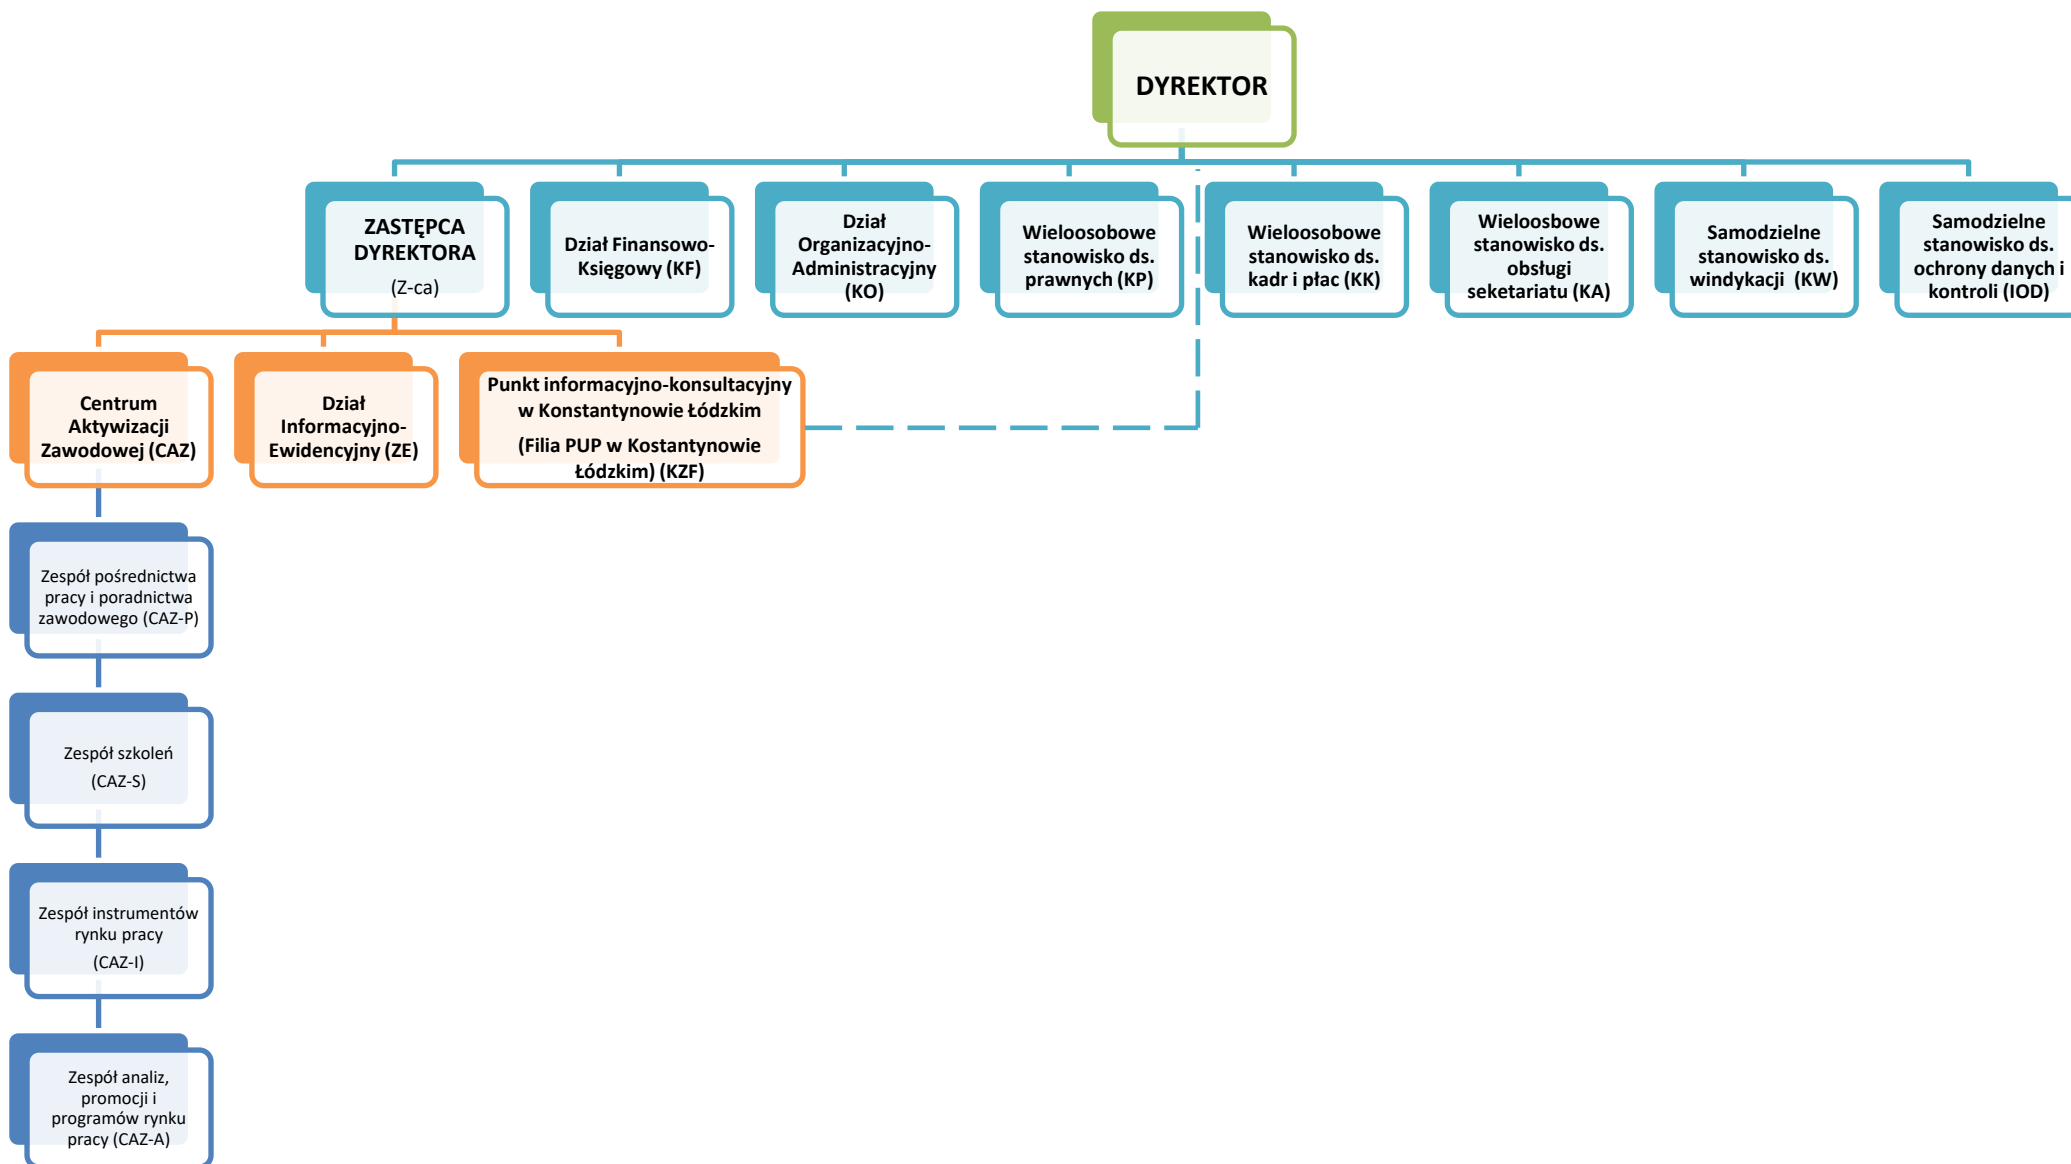 DYREKTOR
ZASTĘPCA
DYREKTORA
(Z-ca)
Dział Finansowo-
Księgowy (KF)
Dział
Organizacyjno-
Administracyjny
(KO)
Wieloosobowe
stanowisko ds.
prawnych (KP)
Wieloosobowe
stanowisko ds.
kadr i płac (KK)
Wieloosbowe
stanowisko ds.
obsługi
seketariatu (KA)
Samodzielne
stanowisko ds.
windykacji (KW)
Samodzielne
stanowisko ds.
ochrony danych i
kontroli (IOD)
Centrum
Aktywizacji
Zawodowej (CAZ)
Dział
Informacyjno-
Ewidencyjny (ZE)
Punkt informacyjno-konsultacyjny
w Konstantynowie Łódzkim
(Filia PUP w Kostantynowie
Łódzkim) (KZF)
Zespół pośrednictwa
pracy i poradnictwa
zawodowego (CAZ-P)
Zespół szkoleń
(CAZ-S)
Zespół instrumentów
rynku pracy
(CAZ-I)
Zespół analiz,
promocji i
programów rynku
pracy (CAZ-A)